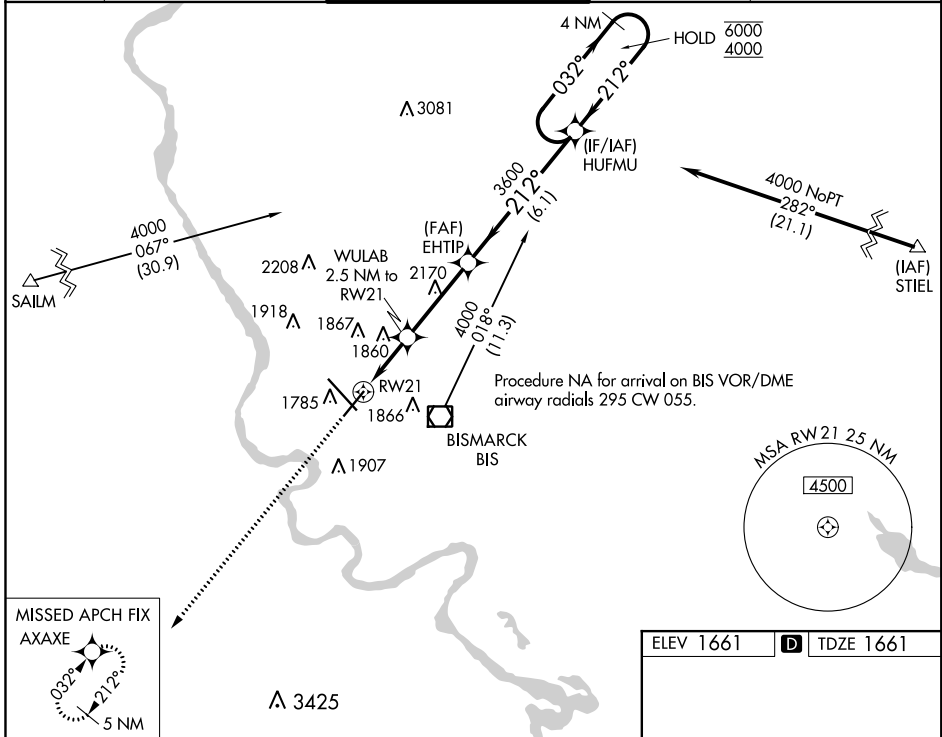 4 NM
HOLD 6000
4000
032°
212°
3081
(IF/IAF)
HUFMU
3600
212°
(6.1)
4000 NoPT
282°
(21.1)
(IAF)
STIEL
4000
067°
(30.9)
SAILM
(FAF)
EHTIP
WULAB
2.5 NM to
RW21
2208
2170
1918
1867
1860
4000
018°
(11.3)
RW21
1785
1866
Procedure NA for arrival on BIS VOR/DME
airway radials 295 CW 055.
BISMARCK
BIS
1907
MSA RW21 25 NM
4500
MISSED APCH FIX
AXAXE
032°
212°
5 NM
3425
ELEV 1661 D TDZE 1661